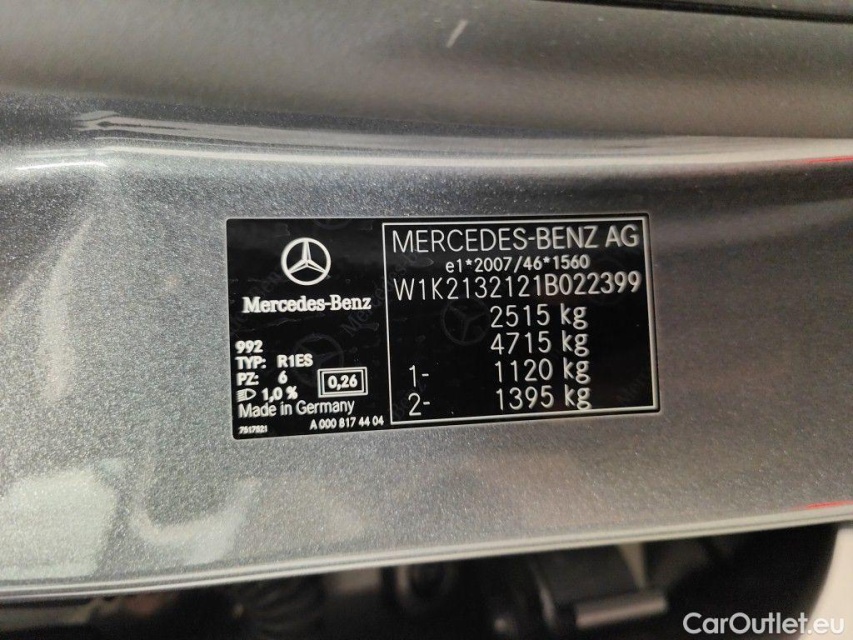 Mercedes-Benz
992
TYP: R1ES
PZ: 6
1,0 %
0,26
Made in Germany
7517521
A 000 817 44 04
MERCEDES-BENZ AG
e1*2007/46*1560
W1K2132121B022399
2515 kg
4715 kg
1- 1120 kg
2- 1395 kg
CarOutlet.eu